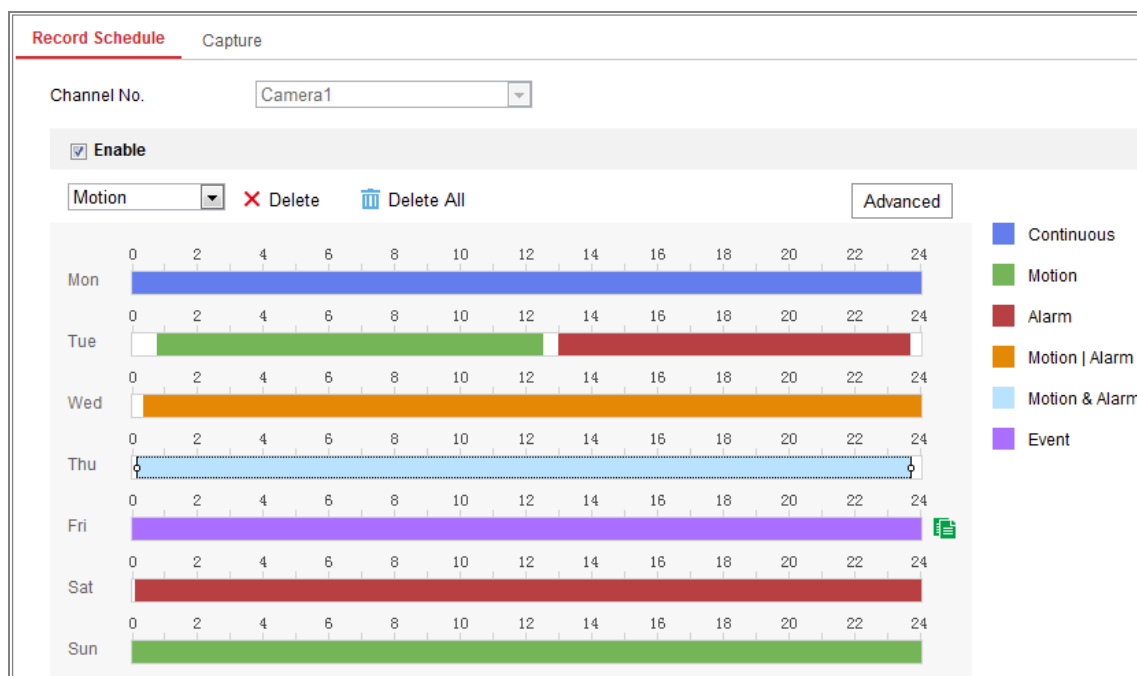 Record Schedule Capture
Channel No. Camera1
Enable
Motion Delete Delete All Advanced
0 2 4 6 8 10 12 14 16 18 20 22 24
Mon
0 2 4 6 8 10 12 14 16 18 20 22 24
Tue
0 2 4 6 8 10 12 14 16 18 20 22 24
Wed
0 2 4 6 8 10 12 14 16 18 20 22 24
Thu
0 2 4 6 8 10 12 14 16 18 20 22 24
Fri
0 2 4 6 8 10 12 14 16 18 20 22 24
Sat
0 2 4 6 8 10 12 14 16 18 20 22 24
Sun
Continuous
Motion
Alarm
Motion | Alarm
Motion & Alarm
Event